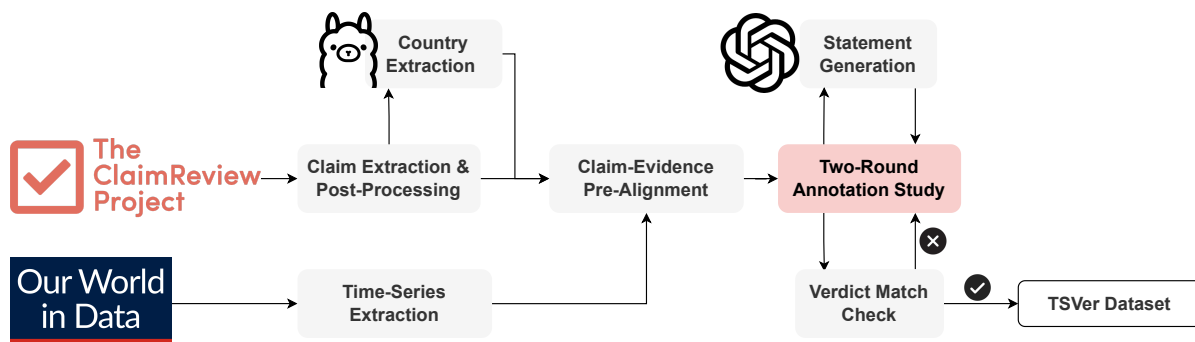 Country
Extraction
Statement
Generation
The
ClaimReview
Project
Claim Extraction &
Post-Processing
Claim-Evidence
Pre-Alignment
Two-Round
Annotation Study
Our World
in Data
Time-Series
Extraction
Verdict Match
Check
TSVer Dataset